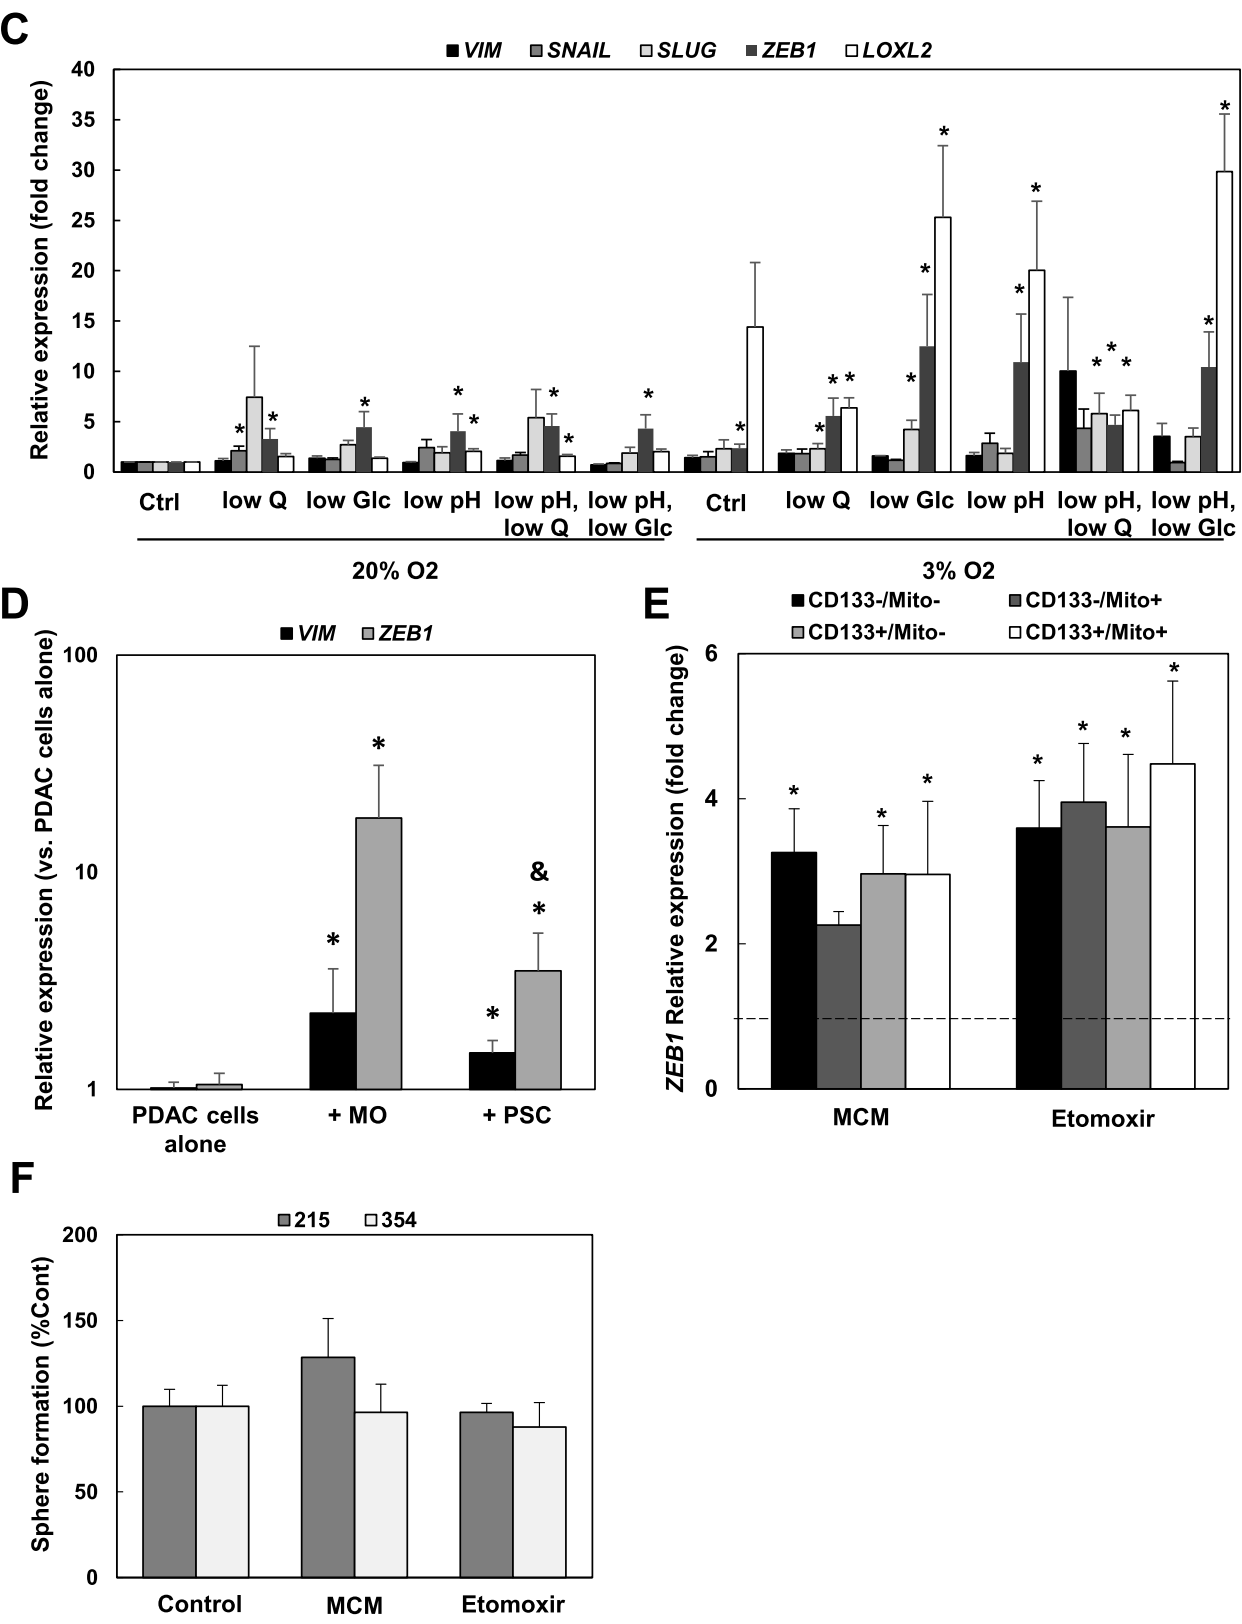 C
VIM SNAIL SLUG ZEB1 LOXL2
Relative expression (fold change)
40
35
30
25
20
15
10
5
0
* * * * * * * * * * * * * * * * * * * * * * *
Ctrl low Q low Glc low pH low pH, low pH, Ctrl low Q low Glc low pH low pH, low pH,
low Q low Glc low Q low Glc
20% O2 3% O2
D
VIM ZEB1
Relative expression (vs. PDAC cells alone)
100
10
1
* *
&
* *
PDAC cells + MO + PSC
alone
E
CD133-/Mito- CD133-/Mito+
CD133+/Mito- CD133+/Mito+
ZEB1 Relative expression (fold change)
6
4
2
0
* * * * * * *
MCM Etomoxir
F
215 354
Sphere formation (%Cont)
200
150
100
50
0
Control MCM Etomoxir